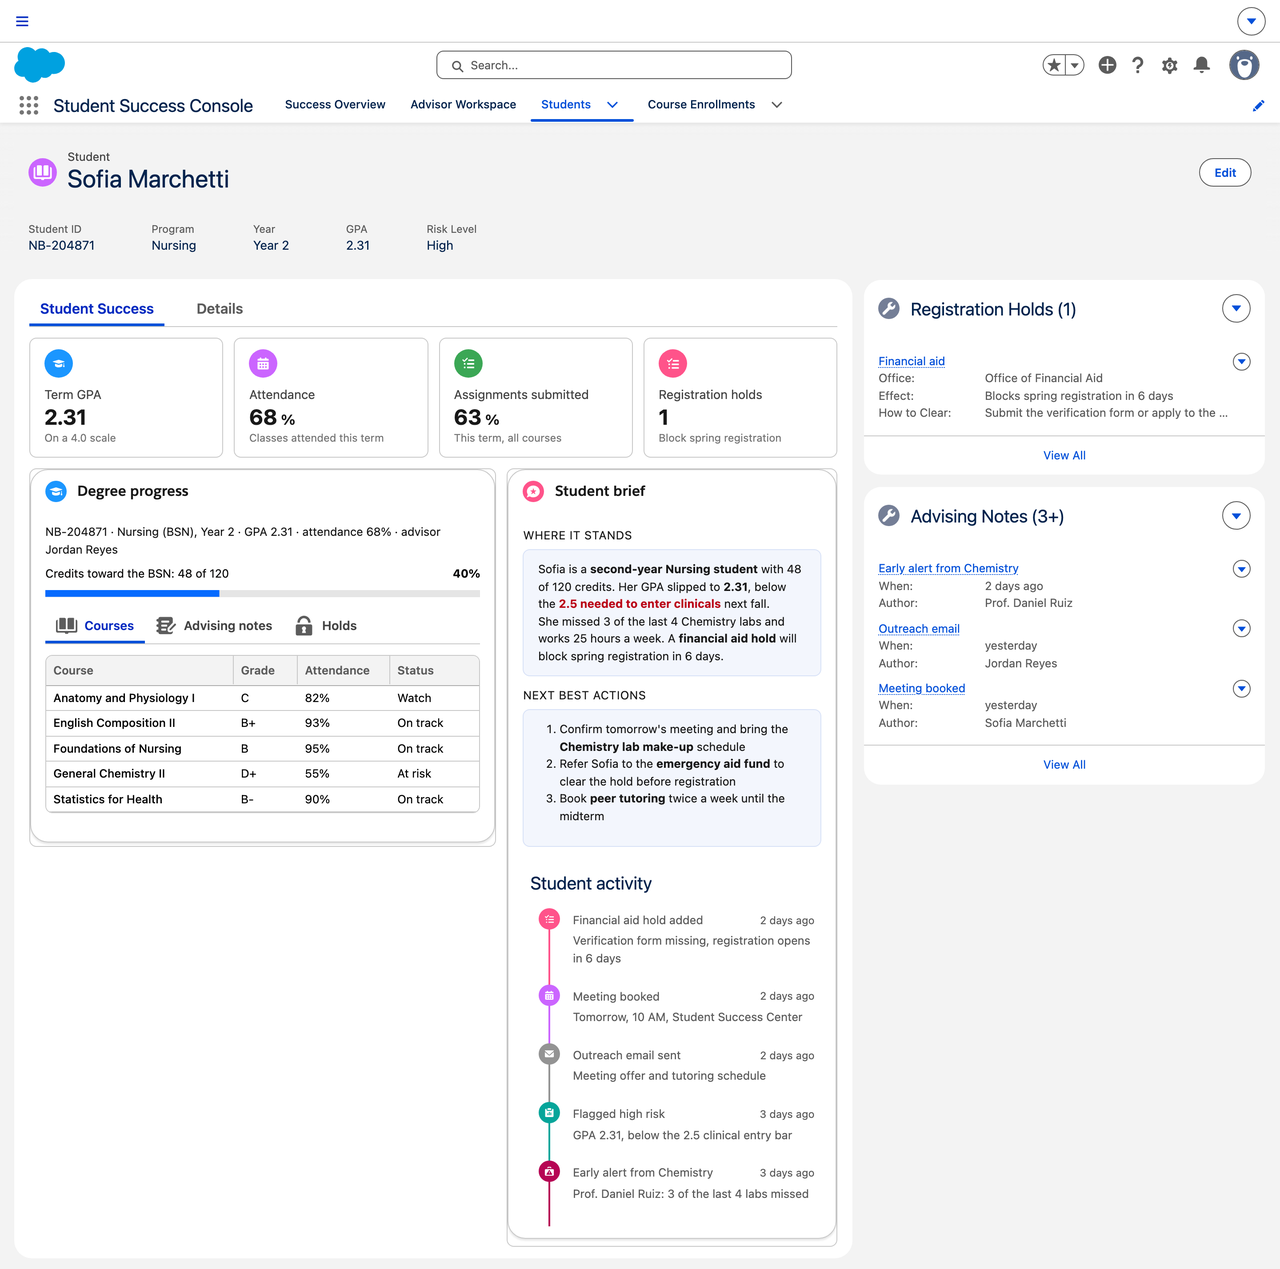 Search...
Student Success Console
Success Overview
Advisor Workspace
Students
Course Enrollments
Student
Sofia Marchetti
Edit
Student ID
NB-204871
Program
Nursing
Year
Year 2
GPA
2.31
Risk Level
High
Student Success
Details
Term GPA
2.31
On a 4.0 scale
Attendance
68 %
Classes attended this term
Assignments submitted
63 %
This term, all courses
Registration holds
1
Block spring registration
Degree progress
NB-204871 · Nursing (BSN), Year 2 · GPA 2.31 · attendance 68% · advisor
Jordan Reyes
Credits toward the BSN: 48 of 120
40%
Courses
Advising notes
Holds
Course Grade Attendance Status
Anatomy and Physiology I C 82% Watch
English Composition II B+ 93% On track
Foundations of Nursing B 95% On track
General Chemistry II D+ 55% At risk
Statistics for Health B- 90% On track
Student brief
WHERE IT STANDS
Sofia is a second-year Nursing student with 48
of 120 credits. Her GPA slipped to 2.31, below
the 2.5 needed to enter clinicals next fall.
She missed 3 of the last 4 Chemistry labs and
works 25 hours a week. A financial aid hold will
block spring registration in 6 days.
NEXT BEST ACTIONS
1. Confirm tomorrow's meeting and bring the
Chemistry lab make-up schedule
2. Refer Sofia to the emergency aid fund to
clear the hold before registration
3. Book peer tutoring twice a week until the
midterm
Student activity
Financial aid hold added 2 days ago
Verification form missing, registration opens
in 6 days
Meeting booked 2 days ago
Tomorrow, 10 AM, Student Success Center
Outreach email sent 2 days ago
Meeting offer and tutoring schedule
Flagged high risk 3 days ago
GPA 2.31, below the 2.5 clinical entry bar
Early alert from Chemistry 3 days ago
Prof. Daniel Ruiz: 3 of the last 4 labs missed
Registration Holds (1)
Financial aid
Office: Office of Financial Aid
Effect: Blocks spring registration in 6 days
How to Clear: Submit the verification form or apply to the ...
View All
Advising Notes (3+)
Early alert from Chemistry
When: 2 days ago
Author: Prof. Daniel Ruiz
Outreach email
When: yesterday
Author: Jordan Reyes
Meeting booked
When: yesterday
Author: Sofia Marchetti
View All